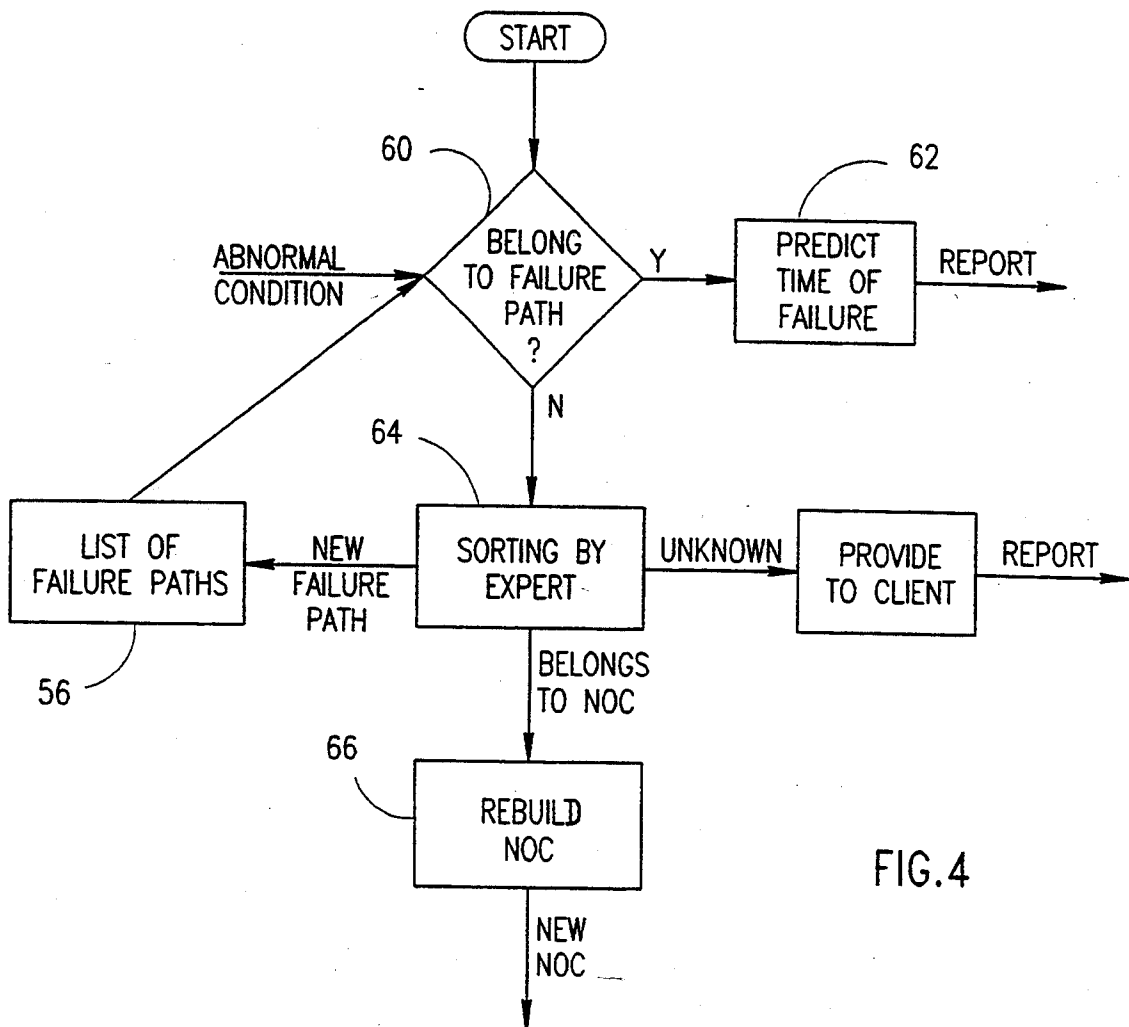 START
60
62
ABNORMAL
CONDITION
BELONG
TO FAILURE
PATH
?
Y
PREDICT
TIME OF
FAILURE
REPORT
N
64
LIST OF
FAILURE PATHS
NEW
FAILURE
PATH
SORTING BY
EXPERT
UNKNOWN
PROVIDE
TO CLIENT
REPORT
56
BELONGS
TO NOC
66
REBUILD
NOC
FIG.4
NEW
NOC